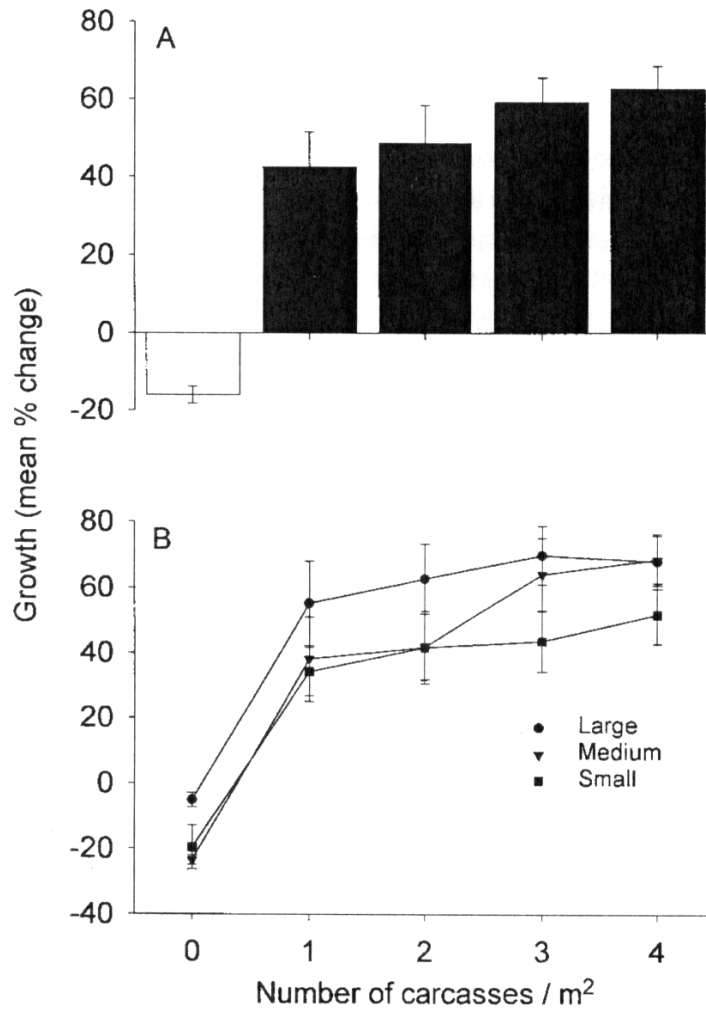 Growth (mean % change)
A
80
60
40
20
0
-20
B
80
60
40
20
0
-20
-40
Large
Medium
Small
0 1 2 3 4
Number of carcasses / m²